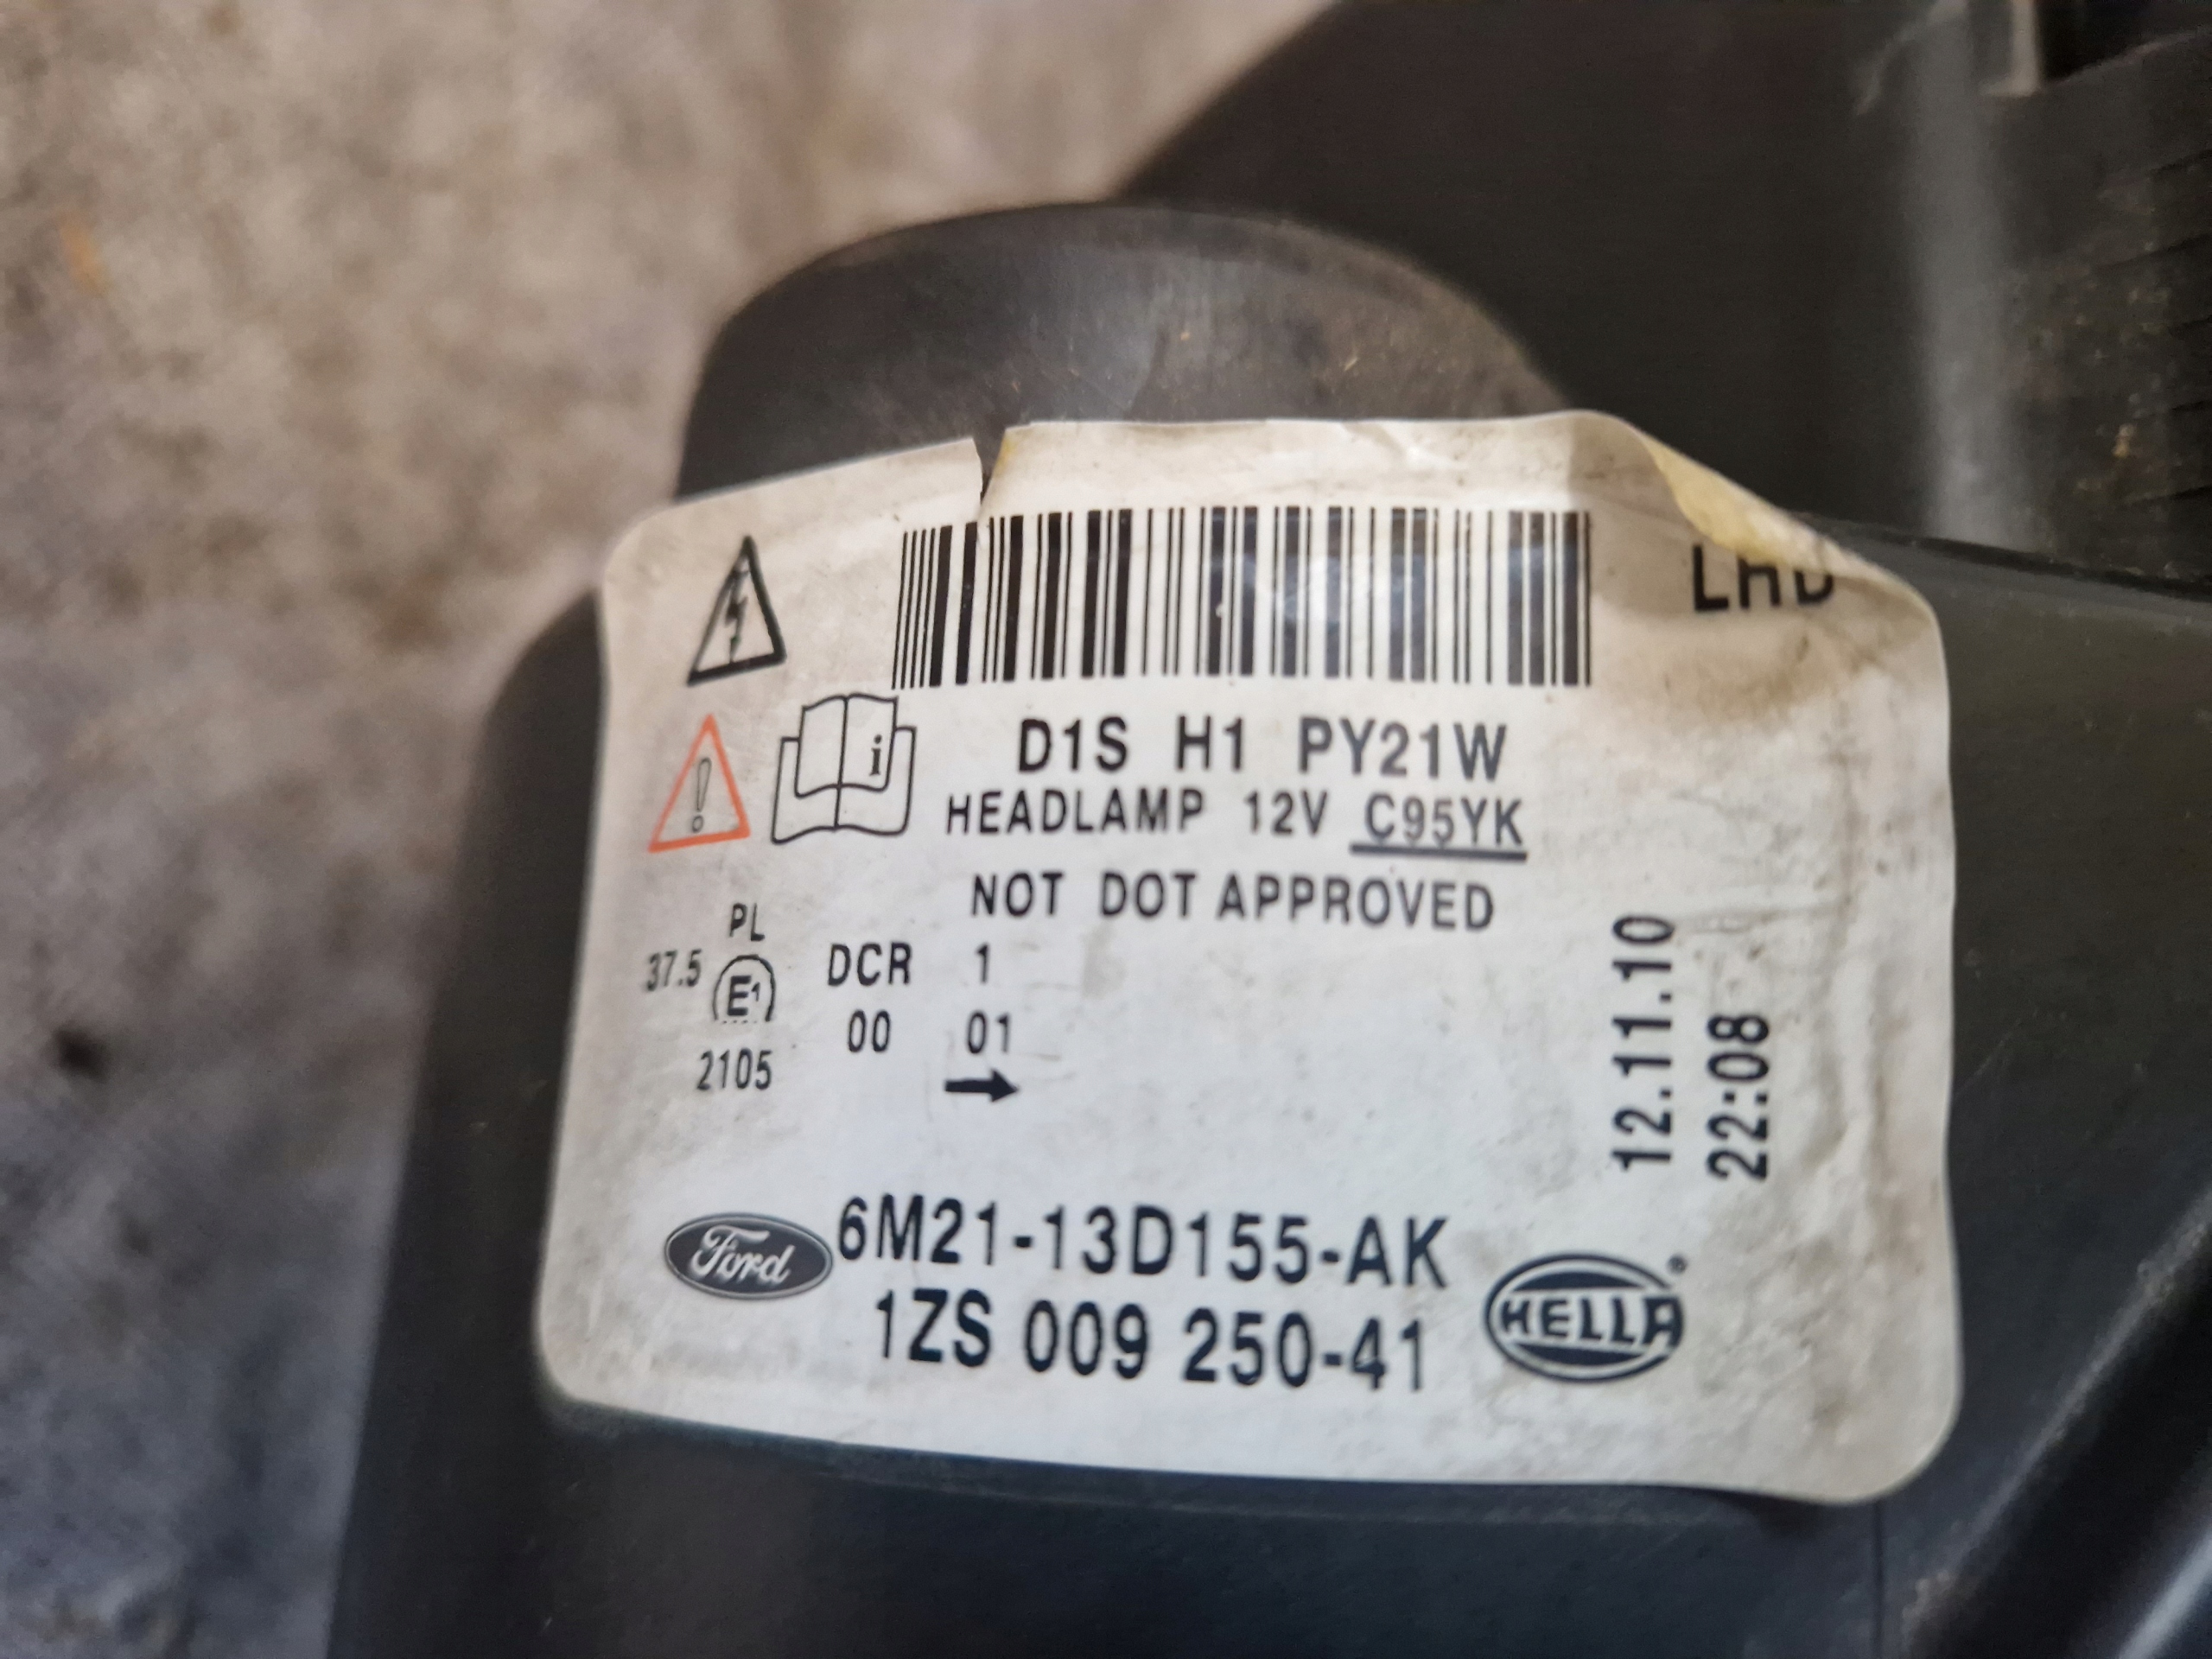 LHD
D1S H1 PY21W
HEADLAMP 12V C95YK
NOT DOT APPROVED
PL
37.5 E1 DCR 1
00 01
2105
12.11.10
22:08
Ford 6M21-13D155-AK
1ZS 009 250-41 HELLA®